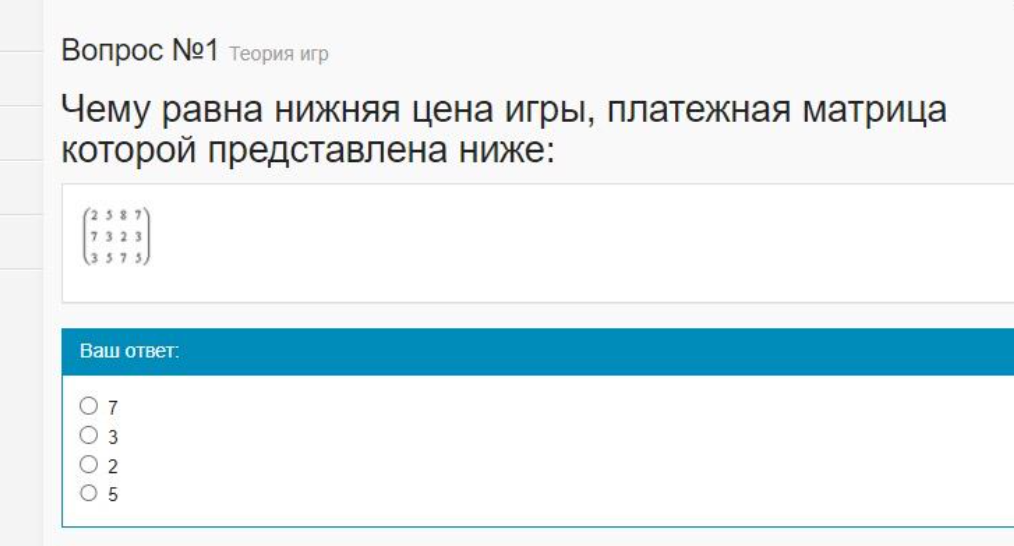 Вопрос №1 Теория игр
Чему равна нижняя цена игры, платежная матрица
которой представлена ниже:
2 5 8 7
7 3 2 3
3 5 7 5
Ваш ответ:
7
3
2
5